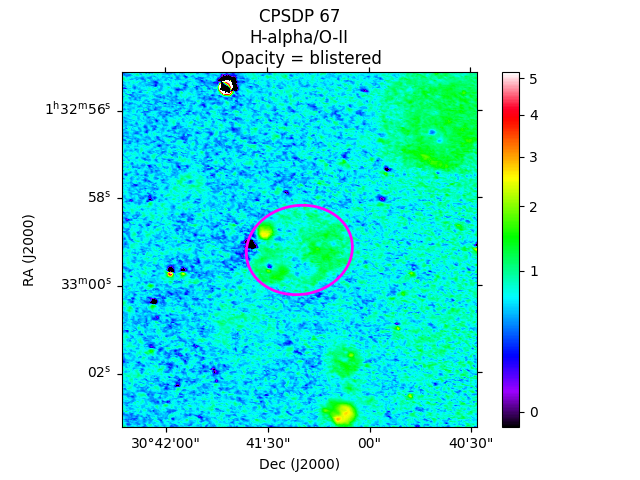 CPSDP 67
H-alpha/O-II
Opacity = blistered
1ʰ32ᵐ56ˢ
58ˢ
33ᵐ00ˢ
02ˢ
RA (J2000)
30°42'00" 41'30" 00" 40'30"
Dec (J2000)
5
4
3
2
1
0